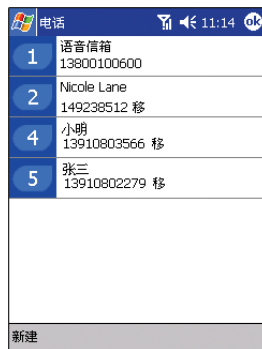 电话 11:14 ok
1 语音信箱
13800100600
2 Nicole Lane
149238512 移
4 小明
13910803566 移
5 张三
13910802279 移
新建